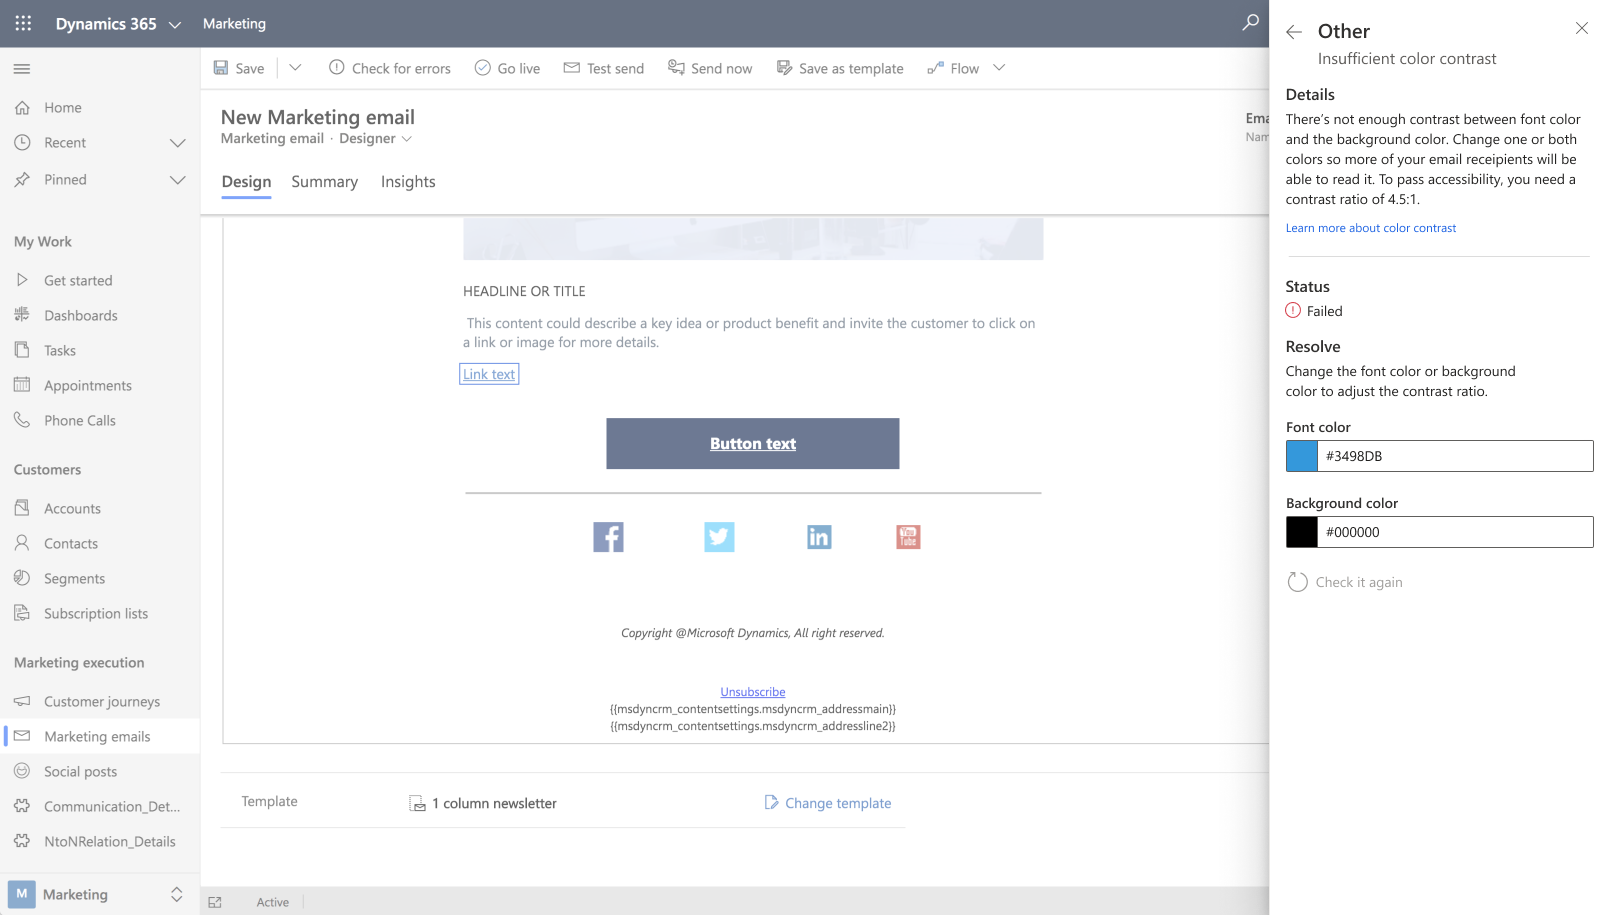 Dynamics 365
Marketing
Save
Check for errors
Go live
Test send
Send now
Save as template
Flow
Home
Recent
Pinned
My Work
Get started
Dashboards
Tasks
Appointments
Phone Calls
Customers
Accounts
Contacts
Segments
Subscription lists
Marketing execution
Customer journeys
Marketing emails
Social posts
Communication_Det...
NtoNRelation_Details
M Marketing
New Marketing email
Marketing email · Designer
Ema
Nam
Design Summary Insights
HEADLINE OR TITLE
This content could describe a key idea or product benefit and invite the customer to click on
a link or image for more details.
Link text
Button text
f
in
You
Tube
Copyright @Microsoft Dynamics, All right reserved.
Unsubscribe
{{msdyncrm_contentsettings.msdyncrm_addressmain}}
{{msdyncrm_contentsettings.msdyncrm_addressline2}}
Template
1 column newsletter
Change template
Active
Other
Insufficient color contrast
Details
There's not enough contrast between font color
and the background color. Change one or both
colors so more of your email receipients will be
able to read it. To pass accessibility, you need a
contrast ratio of 4.5:1.
Learn more about color contrast
Status
Failed
Resolve
Change the font color or background
color to adjust the contrast ratio.
Font color
#3498DB
Background color
#000000
Check it again